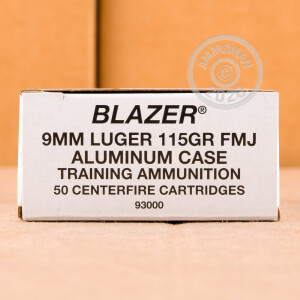 BLAZER®
9MM LUGER 115GR FMJ
ALUMINUM CASE
TRAINING AMMUNITION
50 CENTERFIRE CARTRIDGES
93000